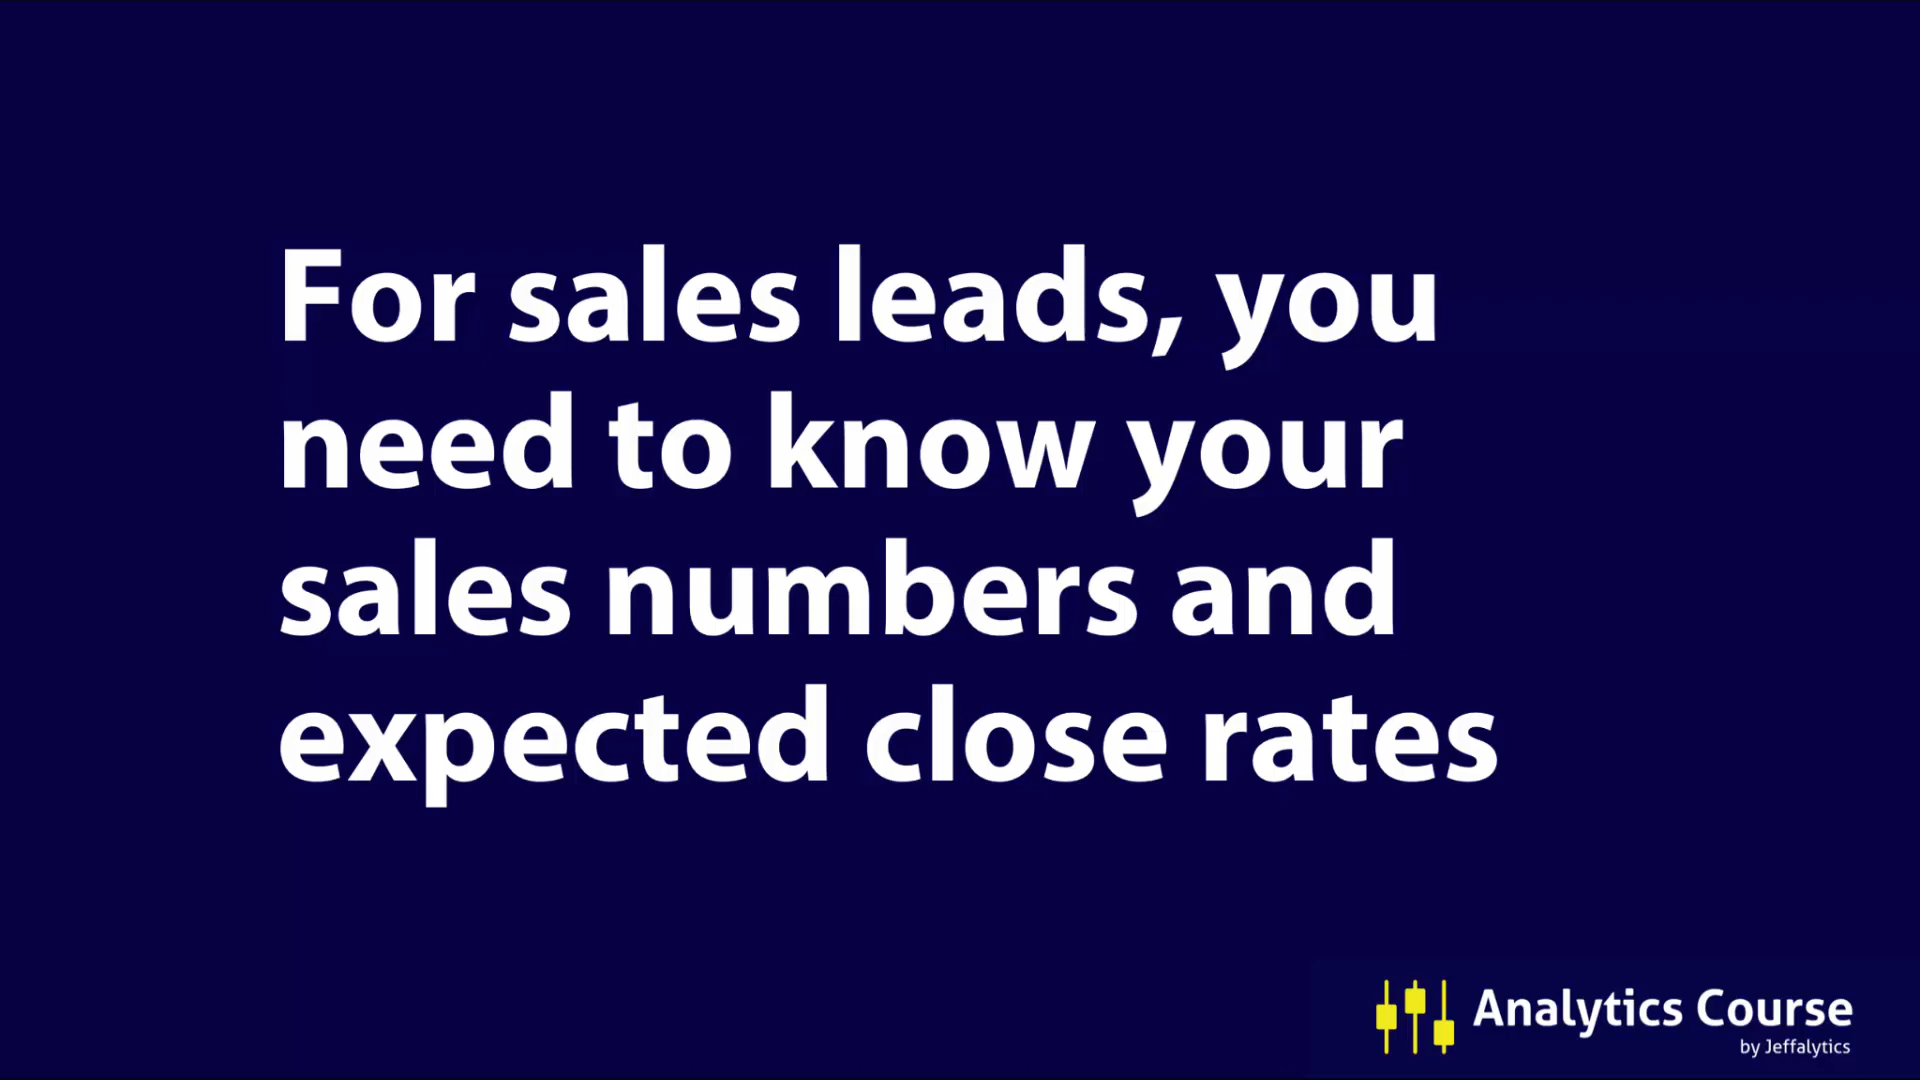 For sales leads, you
need to know your
sales numbers and
expected close rates
Analytics Course
by Jeffalytics